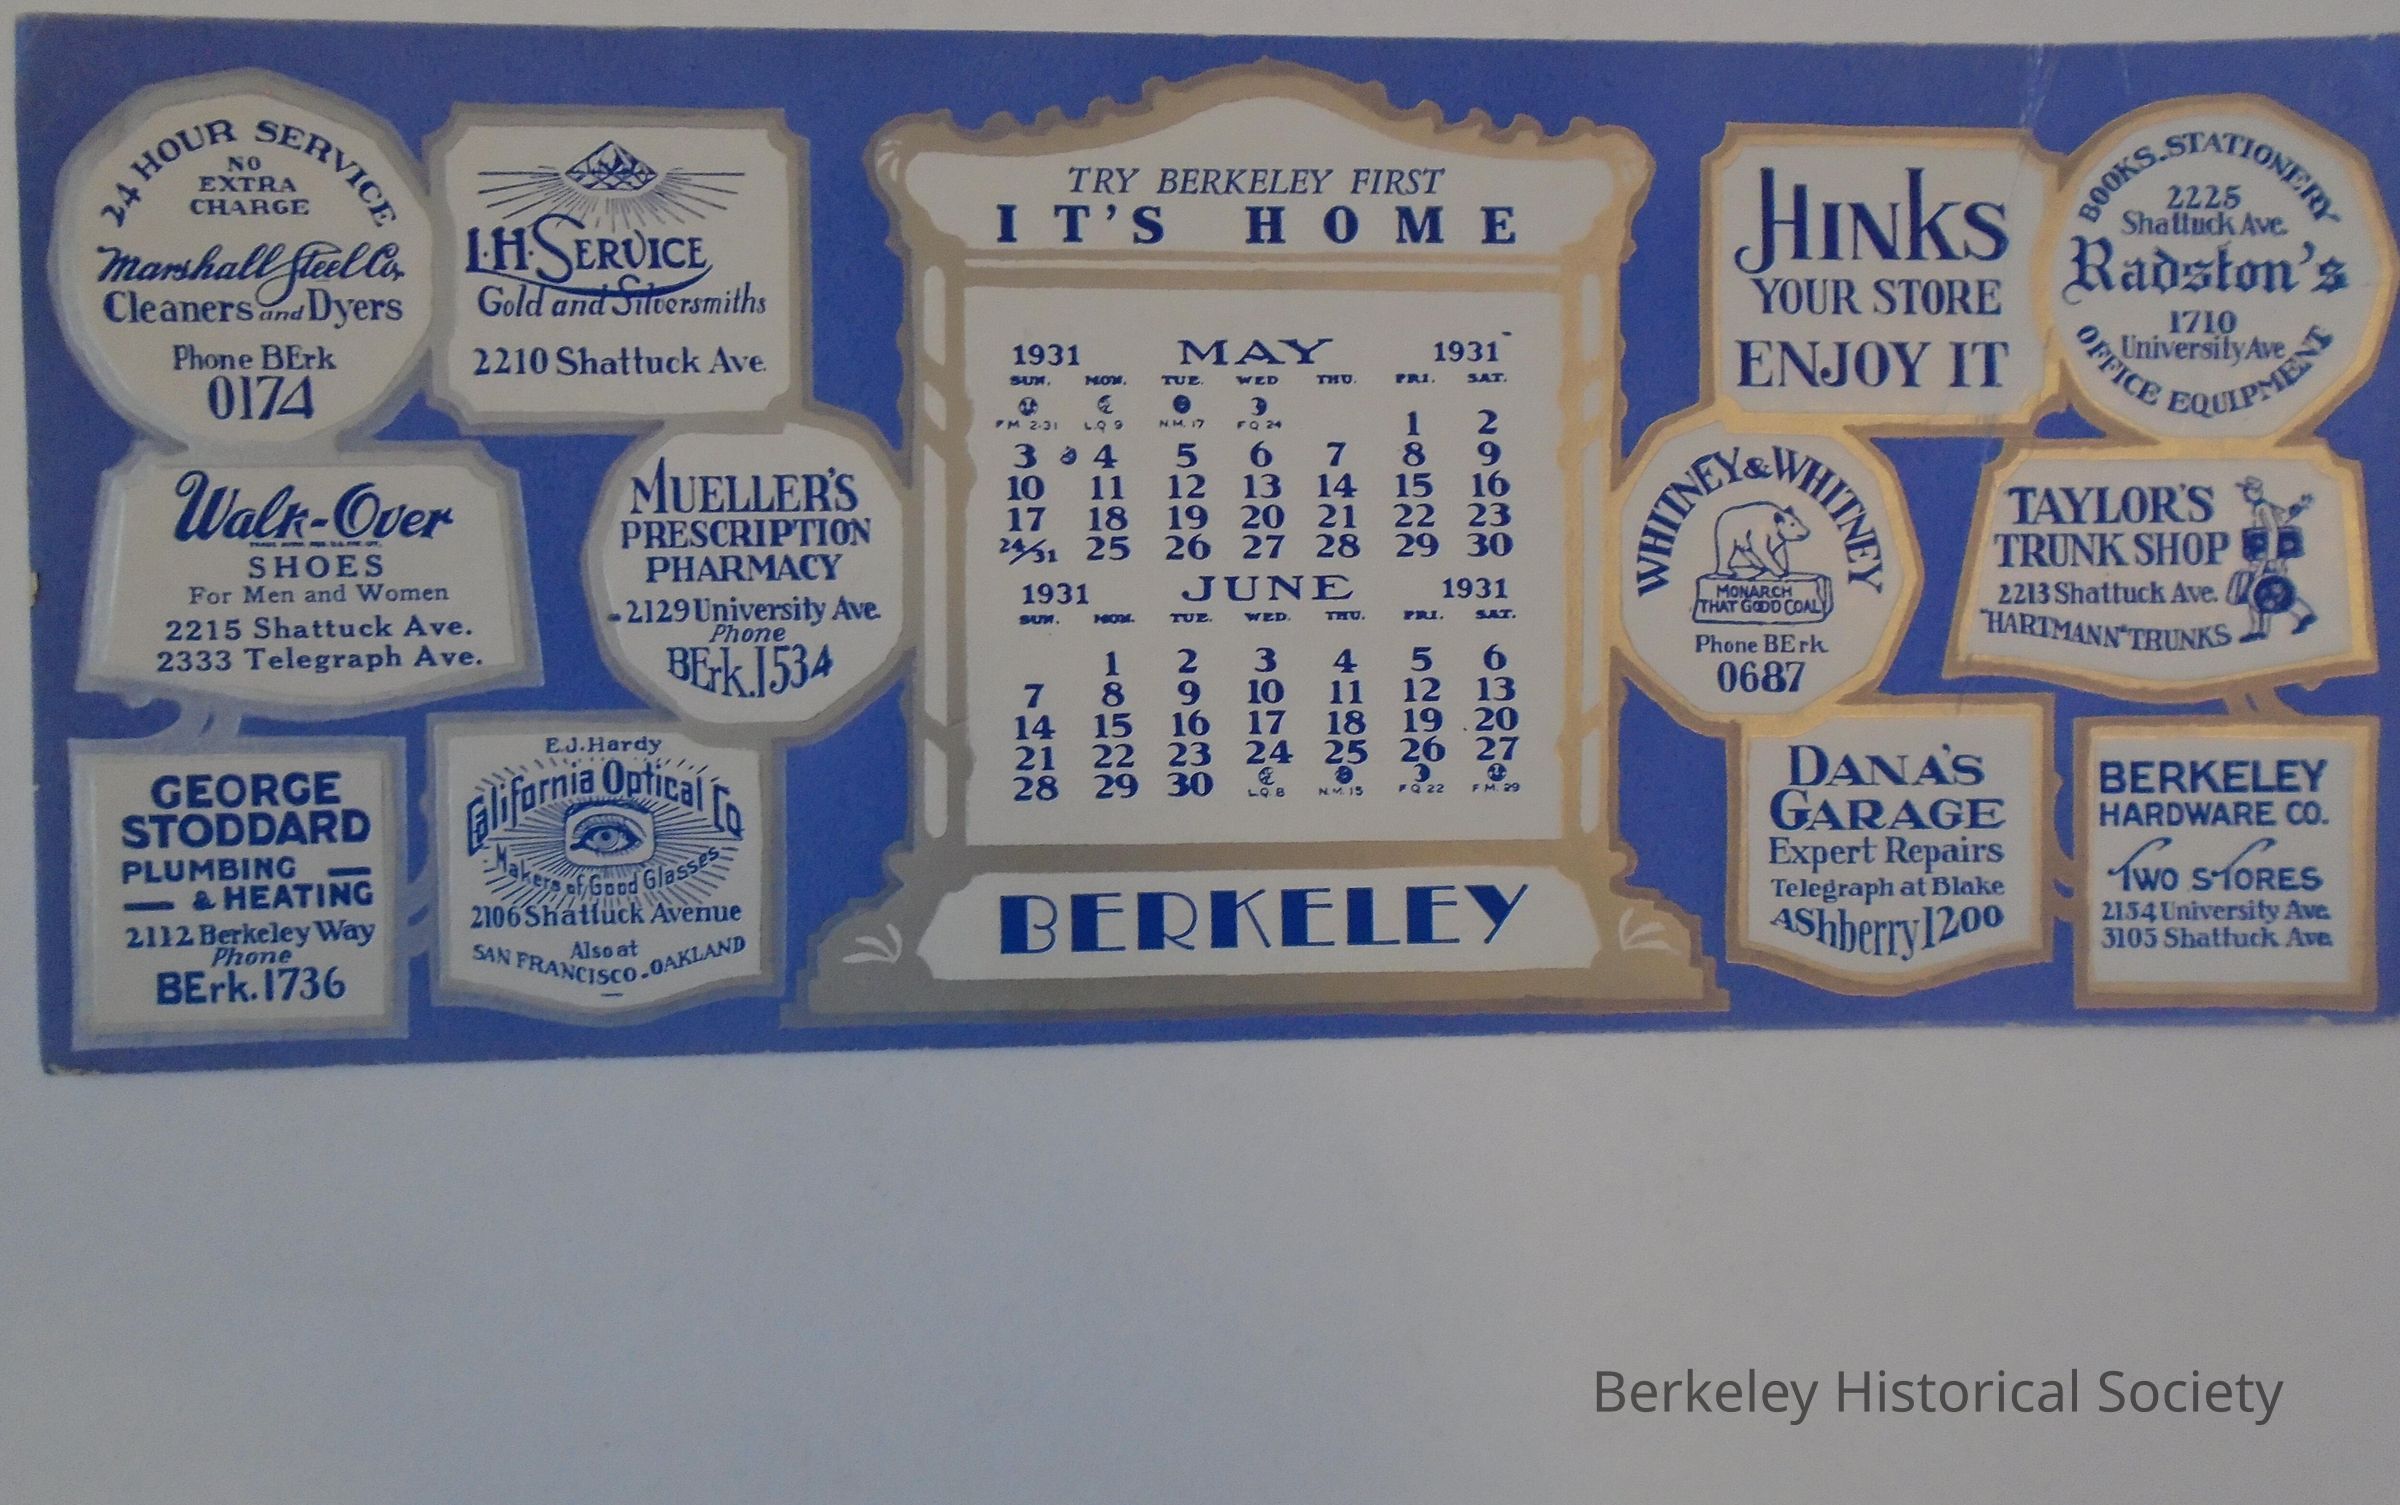 24 HOUR SERVICE
NO
EXTRA
CHARGE
Marshall Steel Co.
Cleaners and Dyers
Phone BErk
0174
L.H. SERVICE
Gold and Silversmiths
2210 Shattuck Ave.
Walk-Over
SHOES
For Men and Women
2215 Shattuck Ave.
2333 Telegraph Ave.
MUELLER'S
PRESCRIPTION
PHARMACY
2129 University Ave.
Phone
BErk. 1534
GEORGE
STODDARD
PLUMBING
& HEATING
2112 Berkeley Way
Phone
BErk. 1736
E.J. Hardy
California Optical Co
Makers of Good Glasses
2106 Shattuck Avenue
Also at
SAN FRANCISCO - OAKLAND
TRY BERKELEY FIRST
IT'S HOME
1931 MAY 1931
SUN. MON. TUE. WED THU. FRI. SAT.
F.M. 2-31 L.Q 9 N.M. 17 F.Q 24 1 2
3 4 5 6 7 8 9
10 11 12 13 14 15 16
17 18 19 20 21 22 23
24/31 25 26 27 28 29 30
1931 JUNE 1931
SUN. MON. TUE. WED. THU. FRI. SAT.
1 2 3 4 5 6
7 8 9 10 11 12 13
14 15 16 17 18 19 20
21 22 23 24 25 26 27
28 29 30 L.Q. 8 N.M. 15 F.Q. 22 F.M. 29
BERKELEY
HINKS
YOUR STORE
ENJOY IT
BOOKS. STATIONERY
2225
Shattuck Ave.
Radston's
1710
University Ave
OFFICE EQUIPMENT
WHITNEY & WHITNEY
MONARCH
THAT GOOD COAL
Phone BErk
0687
TAYLOR'S
TRUNK SHOP
2213 Shattuck Ave.
"HARTMANN" TRUNKS
DANA'S
GARAGE
Expert Repairs
Telegraph at Blake
AShberry 1200
BERKELEY
HARDWARE CO.
TWO STORES
2154 University Ave.
3105 Shattuck Ave.
Berkeley Historical Society